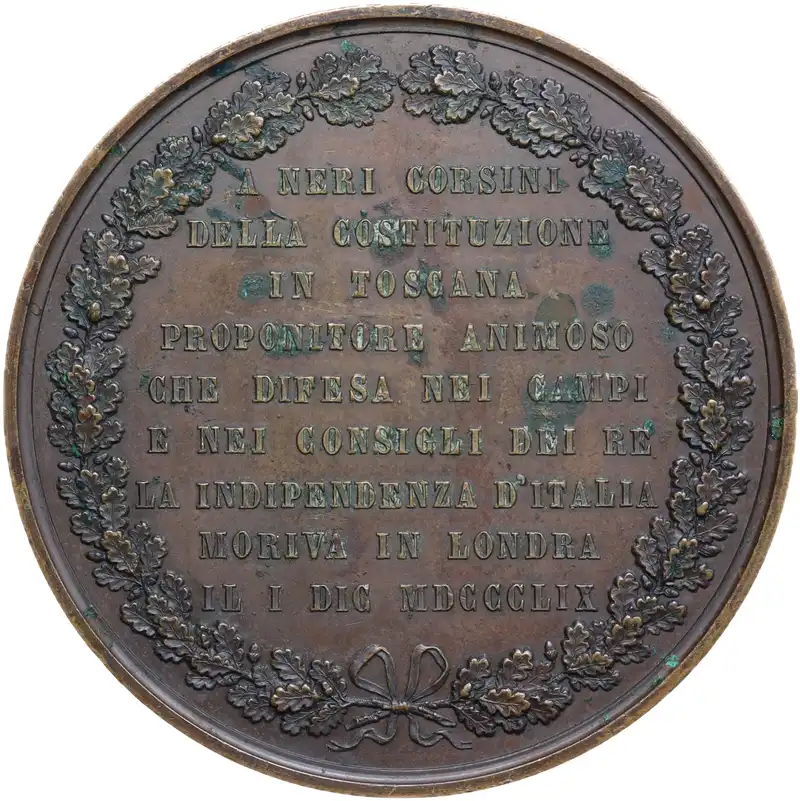 A NERI CORSINI
DELLA COSTITUZIONE
IN TOSCANA
PROPONITORE ANIMOSO
CHE DIFESA NEI CAMPI
E NEI CONSIGLI DEI RE
LA INDIPENDENZA D'ITALIA
MORIVA IN LONDRA
IL I DIC MDCCCLIX